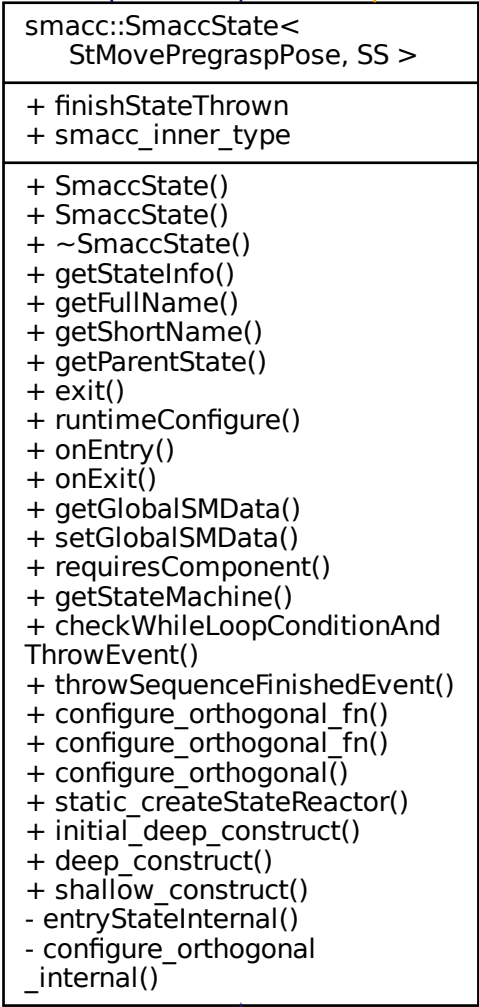 smacc::SmaccState<
StMovePregraspPose, SS >
+ finishStateThrown
+ smacc_inner_type
+ SmaccState()
+ SmaccState()
+ ~SmaccState()
+ getStateInfo()
+ getFullName()
+ getShortName()
+ getParentState()
+ exit()
+ runtimeConfigure()
+ onEntry()
+ onExit()
+ getGlobalSMData()
+ setGlobalSMData()
+ requiresComponent()
+ getStateMachine()
+ checkWhileLoopConditionAnd
ThrowEvent()
+ throwSequenceFinishedEvent()
+ configure_orthogonal_fn()
+ configure_orthogonal_fn()
+ configure_orthogonal()
+ static_createStateReactor()
+ initial_deep_construct()
+ deep_construct()
+ shallow_construct()
- entryStateInternal()
- configure_orthogonal
_internal()